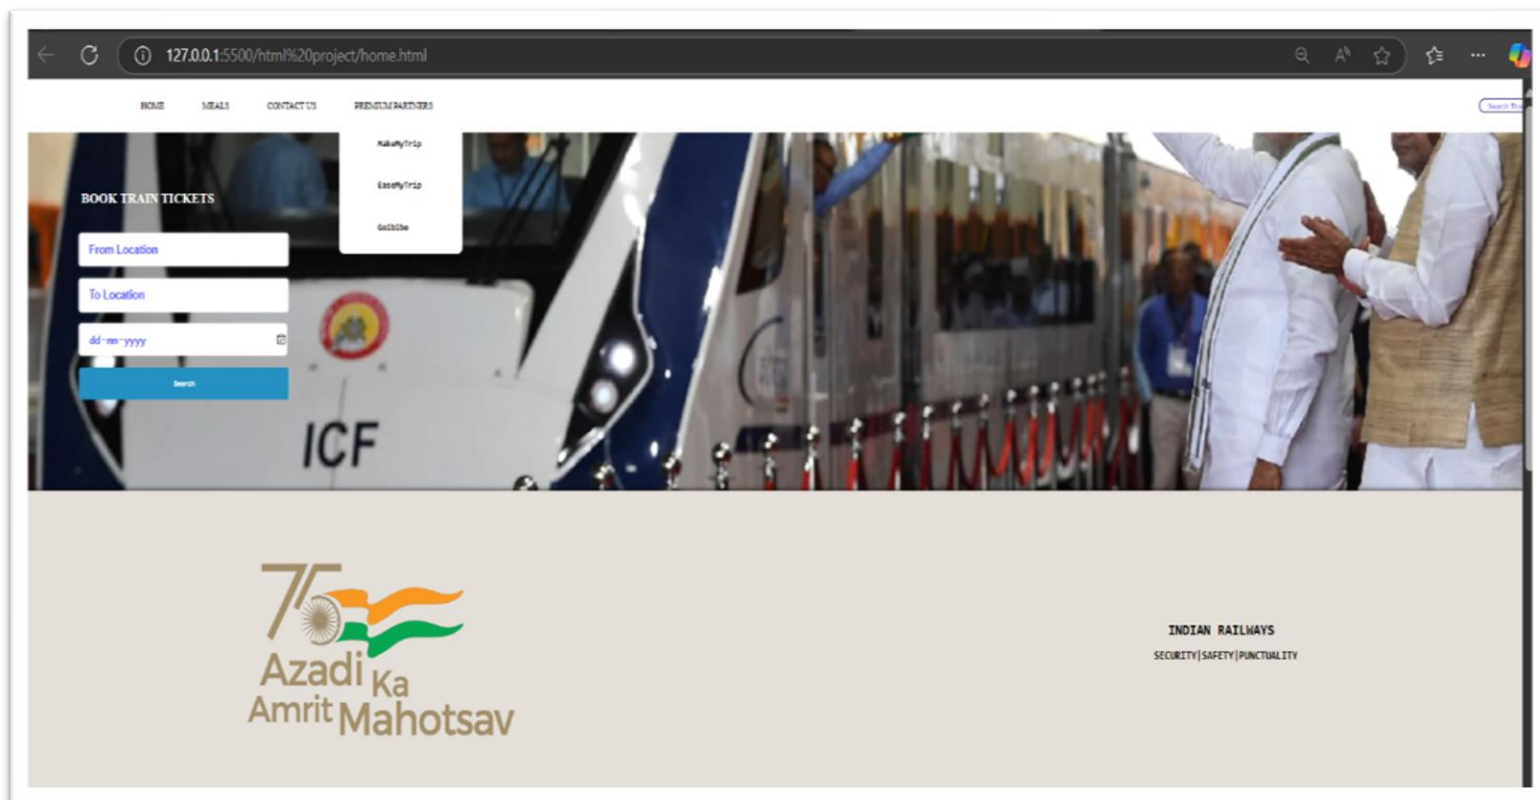 127.0.0.1:5500/html%20project/home.html
HOME MEALS CONTACT US PREMIUM PARTNERS
Search
MakeMyTrip
EaseMyTrip
Goibibo
BOOK TRAIN TICKETS
From Location
To Location
dd-mm-yyyy
Search
ICF
75
Azadi Ka
Amrit Mahotsav
INDIAN RAILWAYS
SECURITY|SAFETY|PUNCTUALITY